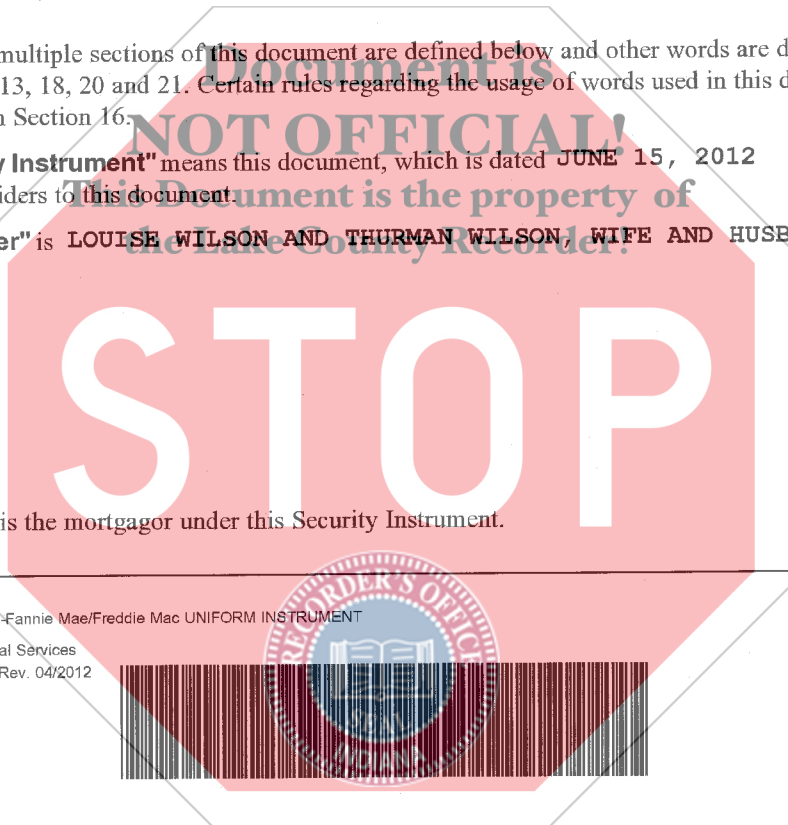 Document is
multiple sections of this document are defined below and other words are d
13, 18, 20 and 21. Certain rules regarding the usage of words used in this d
n Section 16.
NOT OFFICIAL!
y Instrument" means this document, which is dated JUNE 15, 2012
This Document is the property of
iders to this document.
the Lake County Recorder!
er" is LOUISE WILSON AND THURMAN WILSON, WIFE AND HUSB
STOP
is the mortgagor under this Security Instrument.
-Fannie Mae/Freddie Mac UNIFORM INSTRUMENT
al Services
Rev. 04/2012
RECORDER'S OFFICE
SEAL
INDIANA